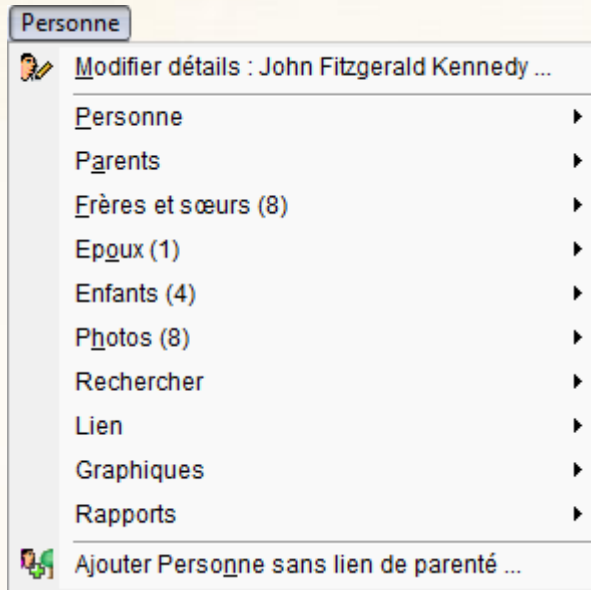 Personne
Modifier détails : John Fitzgerald Kennedy ...
Personne
Parents
Frères et sœurs (8)
Epoux (1)
Enfants (4)
Photos (8)
Rechercher
Lien
Graphiques
Rapports
Ajouter Personne sans lien de parenté ...